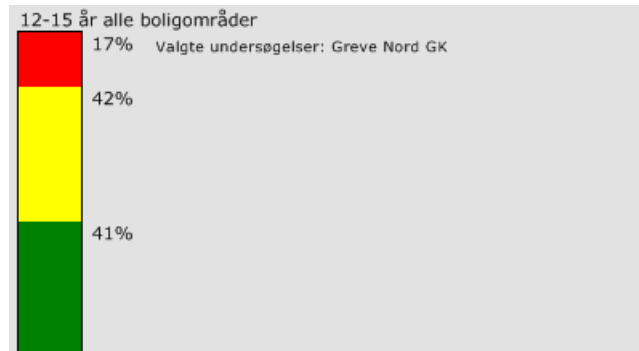 12-15 år alle boligområder
17% Valgte undersøgelser: Greve Nord GK
42%
41%